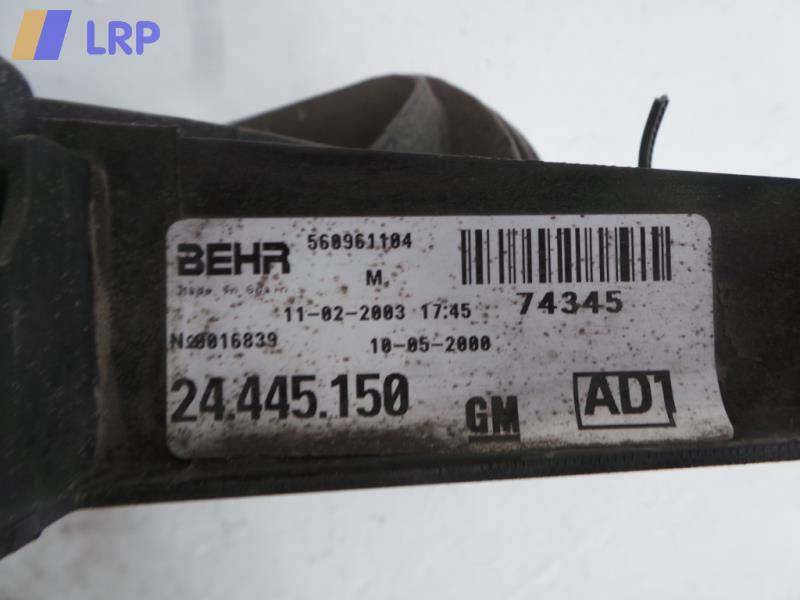 LRP
BEHR 560961104
Made in Spain M
11-02-2003 17:45 74345
10-05-2000
24.445.150 GM AD1